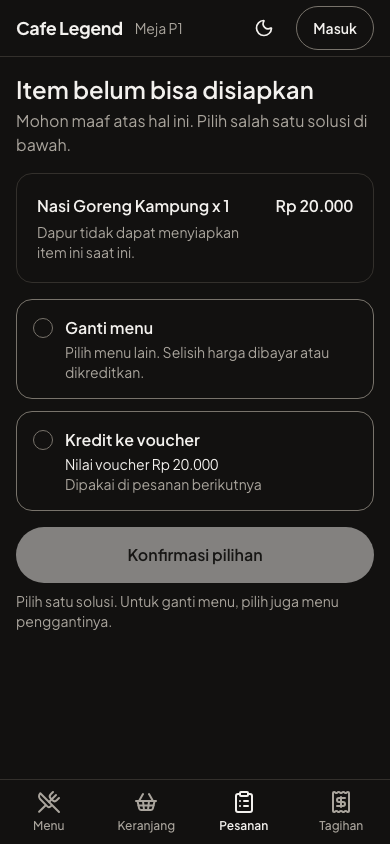 Cafe Legend Meja P1 Masuk
Item belum bisa disiapkan
Mohon maaf atas hal ini. Pilih salah satu solusi di
bawah.
Nasi Goreng Kampung x 1 Rp 20.000
Dapur tidak dapat menyiapkan
item ini saat ini.
Ganti menu
Pilih menu lain. Selisih harga dibayar atau
dikreditkan.
Kredit ke voucher
Nilai voucher Rp 20.000
Dipakai di pesanan berikutnya
Konfirmasi pilihan
Pilih satu solusi. Untuk ganti menu, pilih juga menu
penggantinya.
Menu Keranjang Pesanan Tagihan